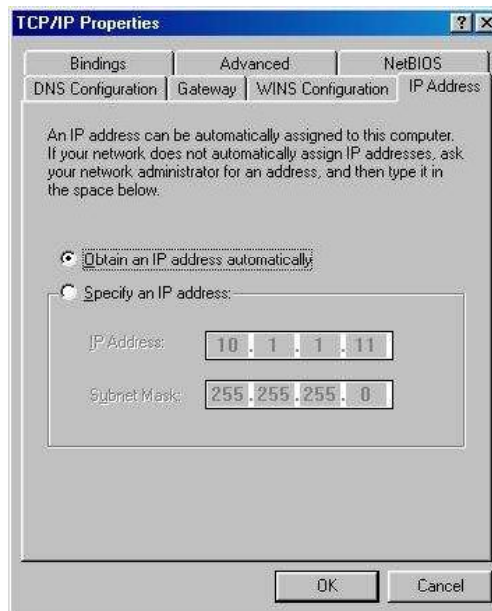 TCP/IP Properties
Bindings Advanced NetBIOS
DNS Configuration Gateway WINS Configuration IP Address
An IP address can be automatically assigned to this computer.
If your network does not automatically assign IP addresses, ask
your network administrator for an address, and then type it in
the space below.
Obtain an IP address automatically
Specify an IP address:
IP Address: 10 . 1 . 1 . 11
Subnet Mask: 255 . 255 . 255 . 0
OK Cancel